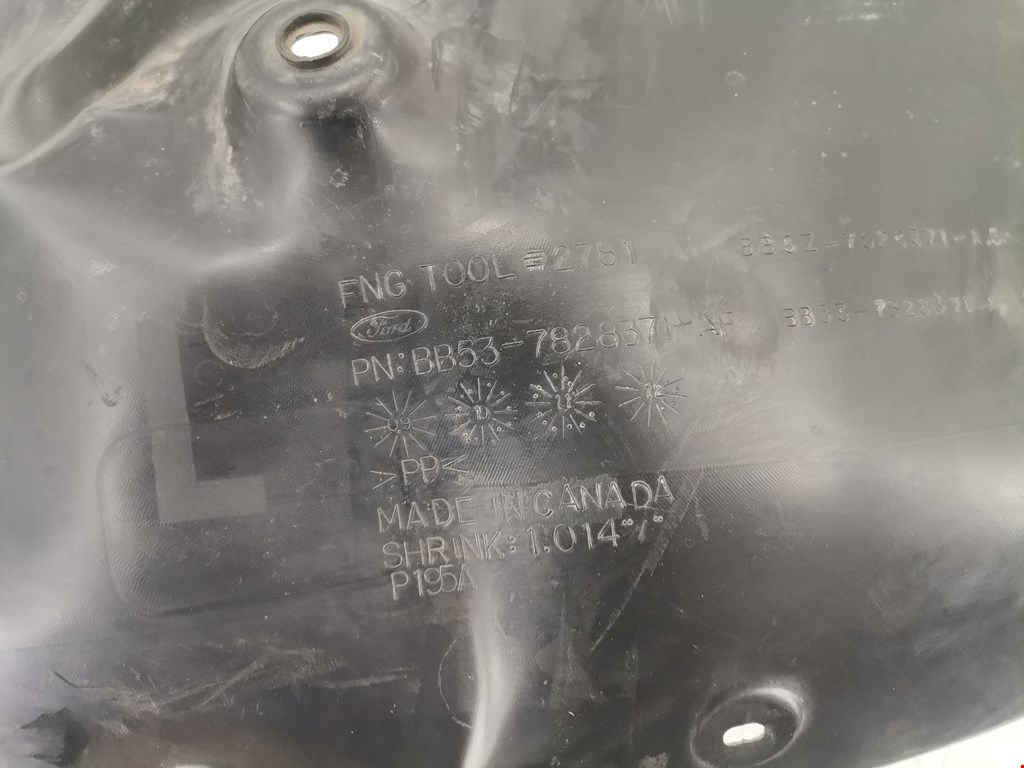 FNG TOOL #2781
Ford
PN: BB53-7828371-AF
>PP<
MADE IN CANADA
SHRINK: 1.014"/"
P195A